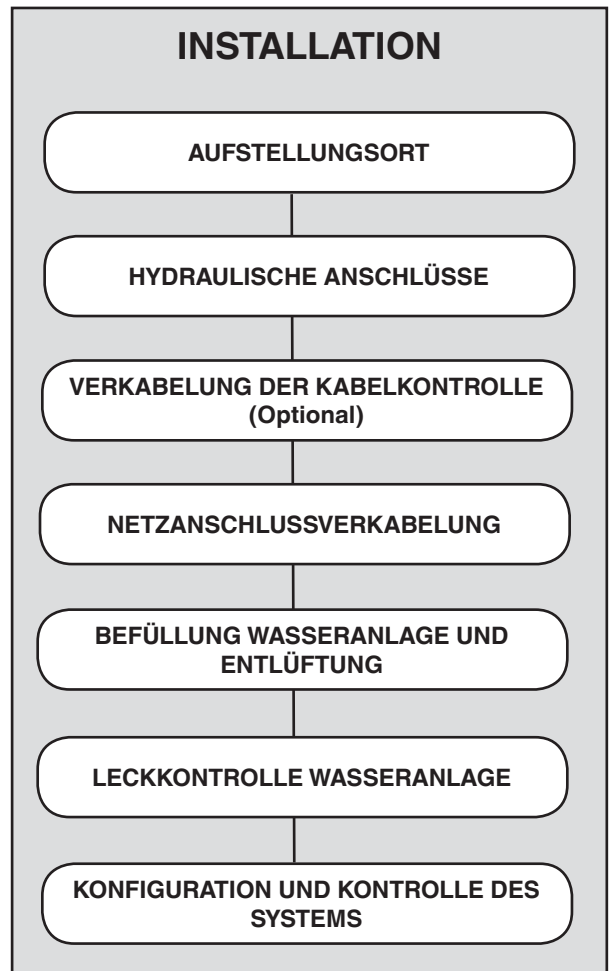 INSTALLATION
AUFSTELLUNGSORT
HYDRAULISCHE ANSCHLÜSSE
VERKABELUNG DER KABELKONTROLLE
(Optional)
NETZANSCHLUSSVERKABELUNG
BEFÜLLUNG WASSERANLAGE UND
ENTLÜFTUNG
LECKKONTROLLE WASSERANLAGE
KONFIGURATION UND KONTROLLE DES
SYSTEMS